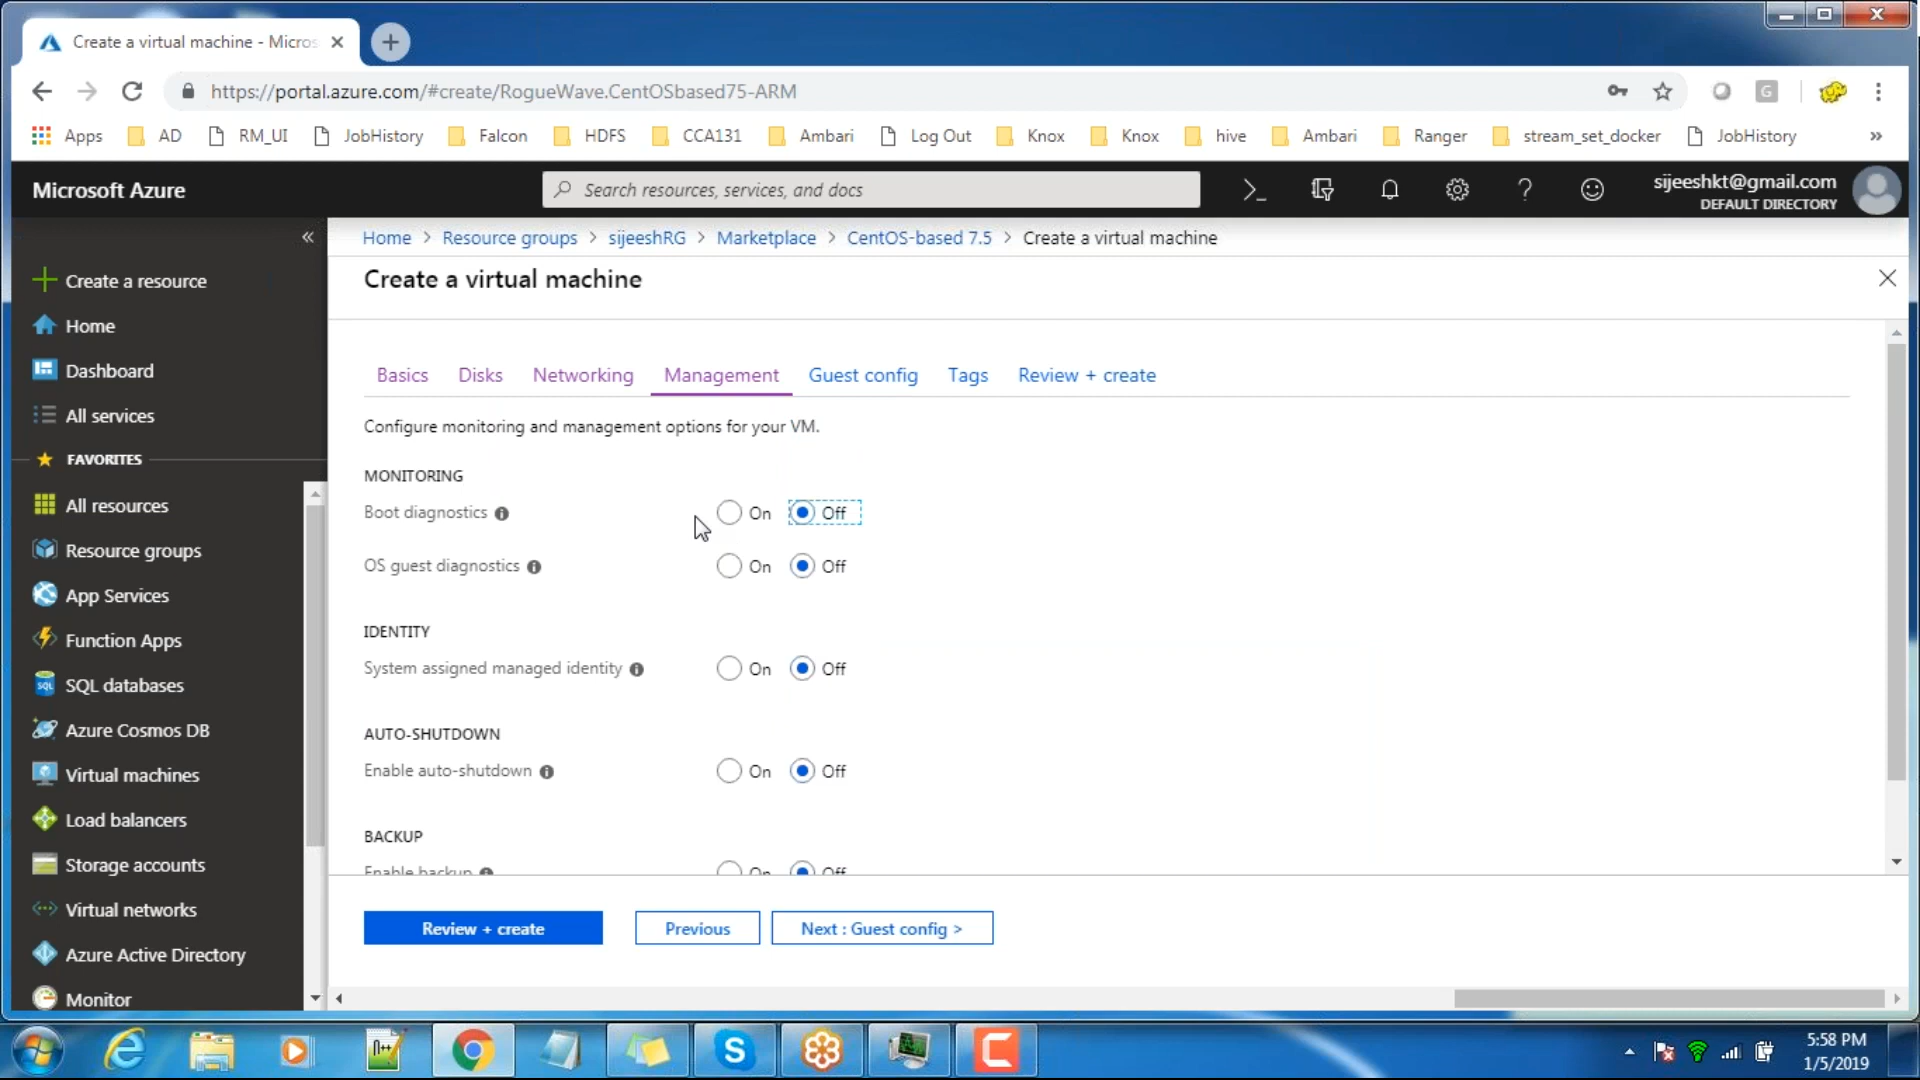 Create a virtual machine - Micros
https://portal.azure.com/#create/RogueWave.CentOSbased75-ARM
G
Apps AD RM_UI JobHistory Falcon HDFS CCA131 Ambari Log Out Knox Knox hive Ambari Ranger stream_set_docker JobHistory »
Microsoft Azure
Search resources, services, and docs
sijeeshkt@gmail.com
DEFAULT DIRECTORY
Home > Resource groups > sijeeshRG > Marketplace > CentOS-based 7.5 > Create a virtual machine
Create a virtual machine
Create a resource
Home
Dashboard
All services
FAVORITES
All resources
Resource groups
App Services
Function Apps
SQL databases
Azure Cosmos DB
Virtual machines
Load balancers
Storage accounts
Virtual networks
Azure Active Directory
Monitor
Basics Disks Networking Management Guest config Tags Review + create
Configure monitoring and management options for your VM.
MONITORING
Boot diagnostics On Off
OS guest diagnostics On Off
IDENTITY
System assigned managed identity On Off
AUTO-SHUTDOWN
Enable auto-shutdown On Off
BACKUP
Enable backup On Off
Review + create
Previous
Next : Guest config >
5:58 PM
1/5/2019